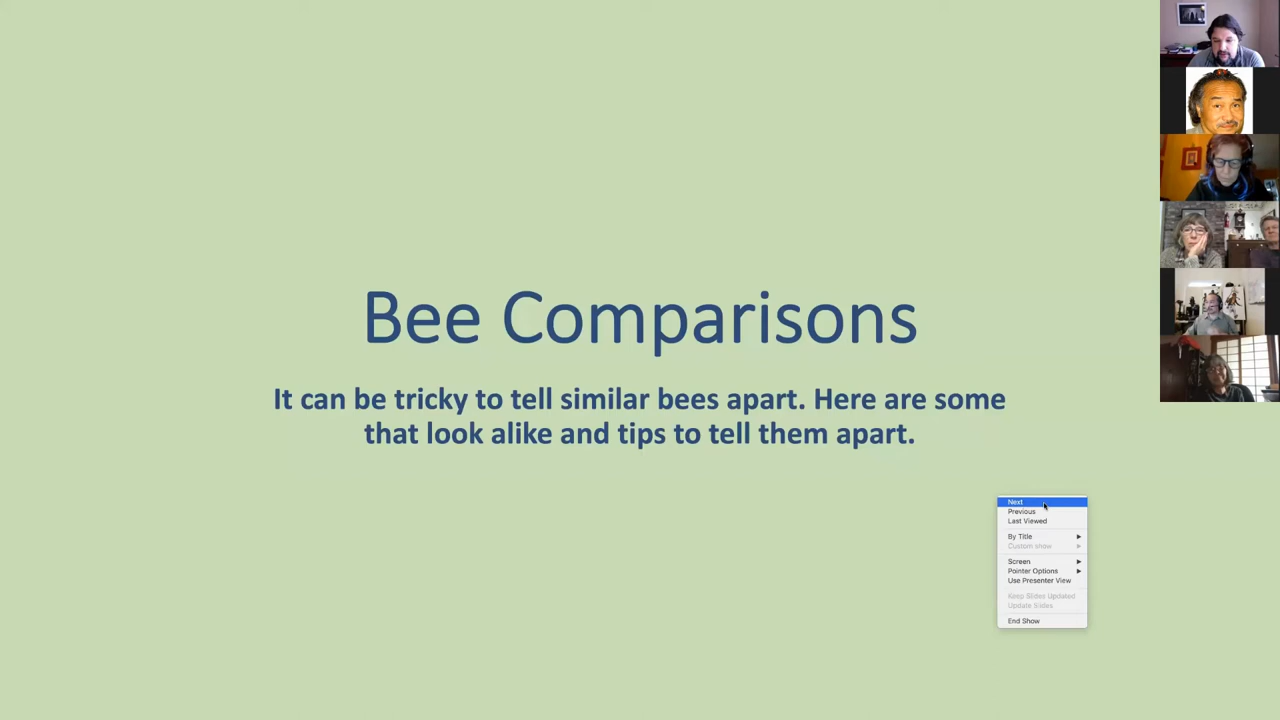 Bee Comparisons
It can be tricky to tell similar bees apart. Here are some
that look alike and tips to tell them apart.
Next
Previous
Last Viewed
By Title
Custom show
Screen
Pointer Options
Use Presenter View
Keep Slides Updated
Update Slides
End Show